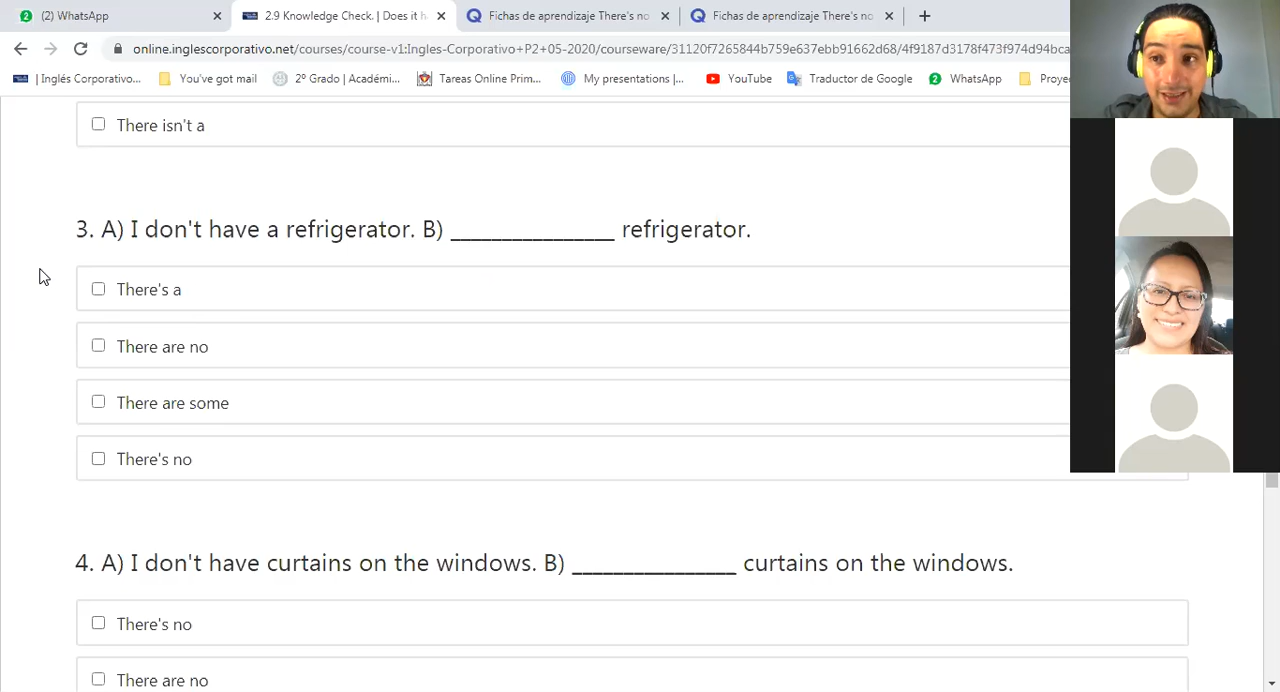 (2) WhatsApp
2.9 Knowledge Check. | Does it h
Fichas de aprendizaje There's no
Fichas de aprendizaje There's no
online.inglescorporativo.net/courses/course-v1:Ingles-Corporativo+P2+05-2020/courseware/31120f7265844b759e637ebb91662d68/4f9187d3178f473f974d94bca
| Inglés Corporativo... You've got mail 2º Grado | Académi... Tareas Online Prim... My presentations |... YouTube Traductor de Google WhatsApp Proye
There isn't a
3. A) I don't have a refrigerator. B) ________________ refrigerator.
There's a
There are no
There are some
There's no
4. A) I don't have curtains on the windows. B) ________________ curtains on the windows.
There's no
There are no